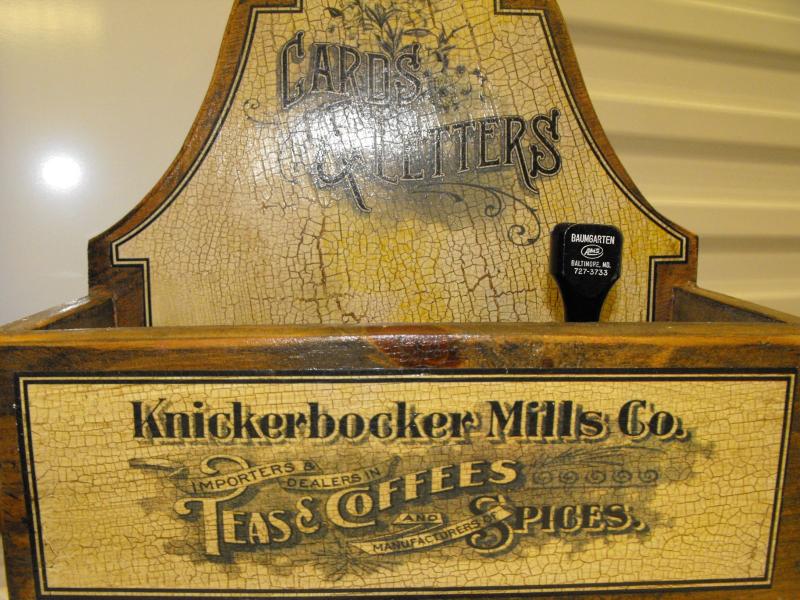 CARDS
& LETTERS
BAUMGARTEN
BALTIMORE, MD.
727-3733
Knickerbocker Mills Co.
IMPORTERS &
DEALERS IN
TEAS & COFFEES
AND
MANUFACTURERS OF
SPICES.